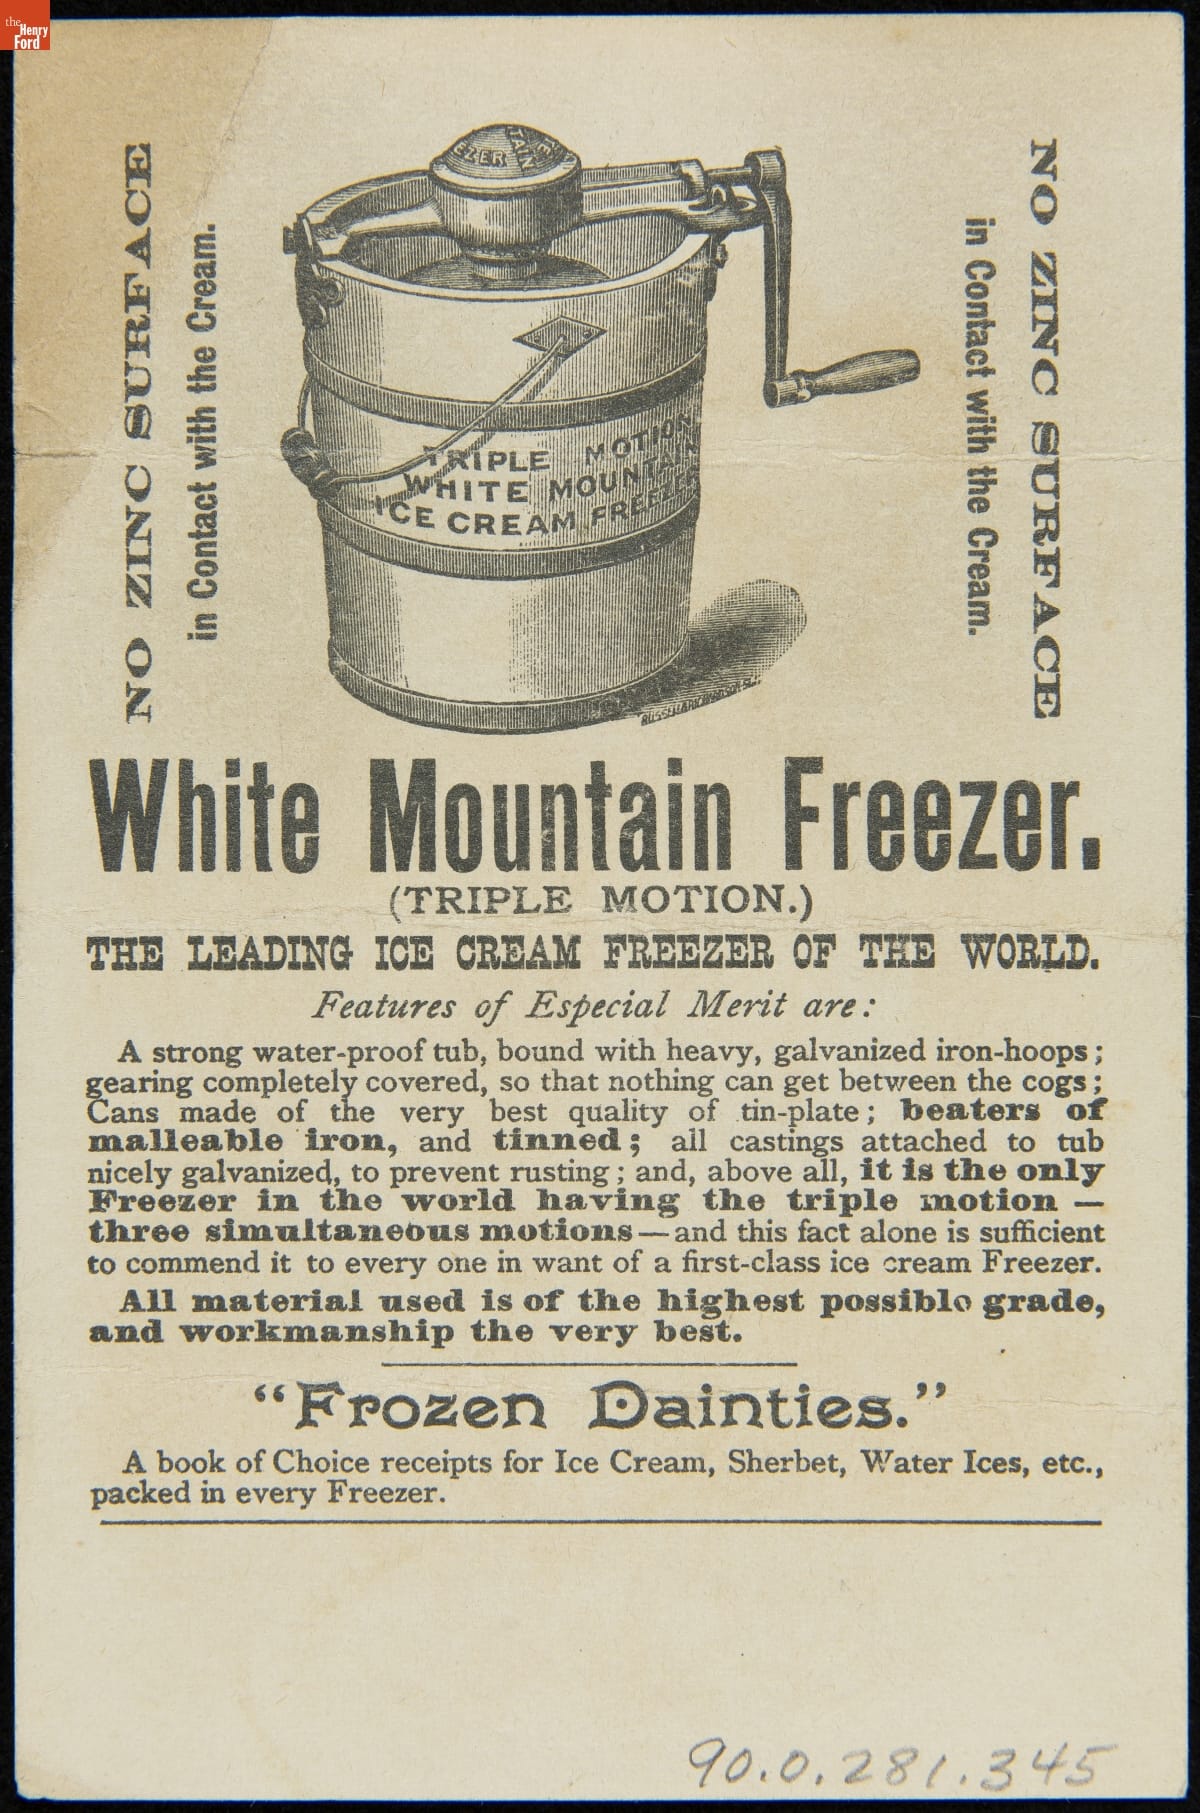 the
Henry
Ford
NO ZINC SURFACE
in Contact with the Cream.
NO ZINC SURFACE
in Contact with the Cream.
TRIPLE MOTION
WHITE MOUNTAIN
ICE CREAM FREEZER
White Mountain Freezer.
(TRIPLE MOTION.)
THE LEADING ICE CREAM FREEZER OF THE WORLD.
Features of Especial Merit are:
A strong water-proof tub, bound with heavy, galvanized iron-hoops;
gearing completely covered, so that nothing can get between the cogs;
Cans made of the very best quality of tin-plate; beaters of
malleable iron, and tinned; all castings attached to tub
nicely galvanized, to prevent rusting; and, above all, it is the only
Freezer in the world having the triple motion —
three simultaneous motions — and this fact alone is sufficient
to commend it to every one in want of a first-class ice cream Freezer.
All material used is of the highest possible grade,
and workmanship the very best.
"Frozen Dainties."
A book of Choice receipts for Ice Cream, Sherbet, Water Ices, etc.,
packed in every Freezer.
90.0.281.345